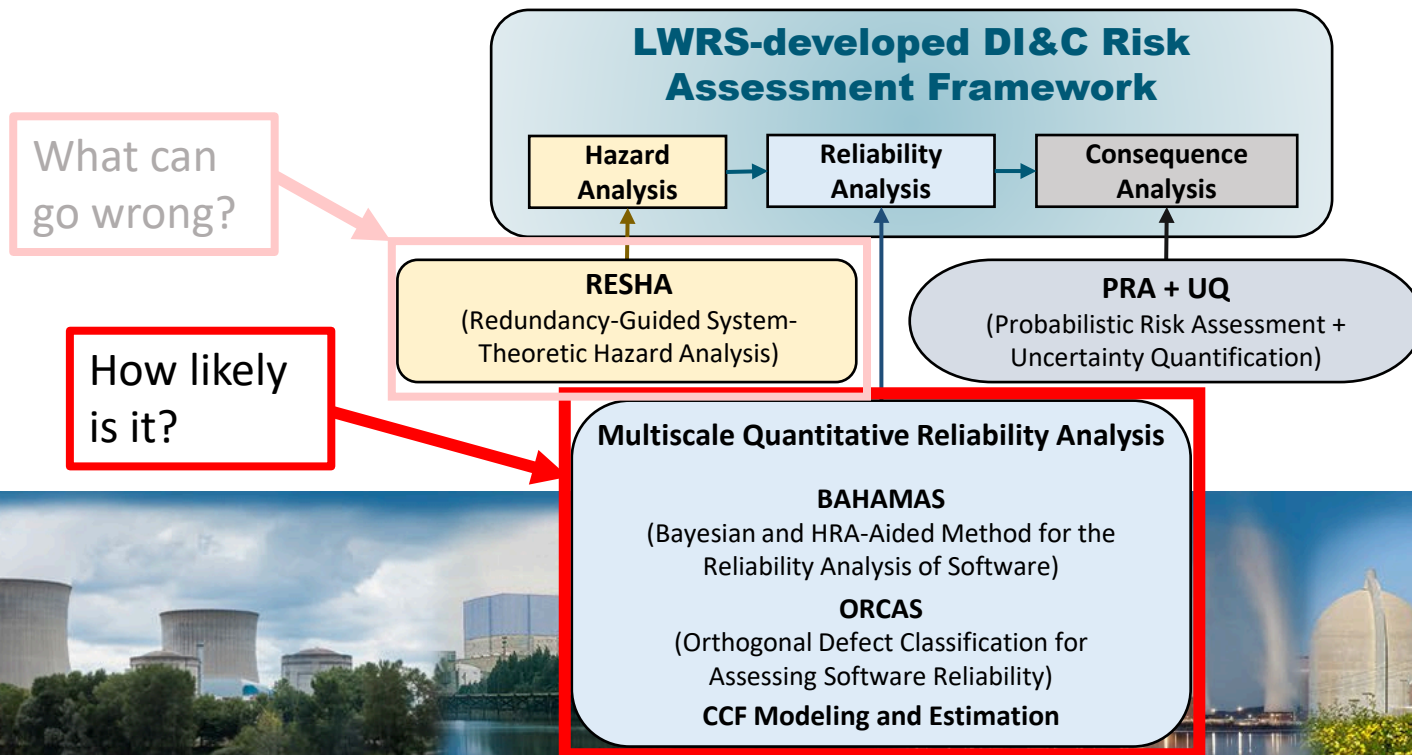 LWRS-developed DI&C Risk
Assessment Framework
What can
go wrong?
Hazard
Analysis
Reliability
Analysis
Consequence
Analysis
RESHA
(Redundancy-Guided System-
Theoretic Hazard Analysis)
PRA + UQ
(Probabilistic Risk Assessment +
Uncertainty Quantification)
How likely
is it?
Multiscale Quantitative Reliability Analysis
BAHAMAS
(Bayesian and HRA-Aided Method for the
Reliability Analysis of Software)
ORCAS
(Orthogonal Defect Classification for
Assessing Software Reliability)
CCF Modeling and Estimation